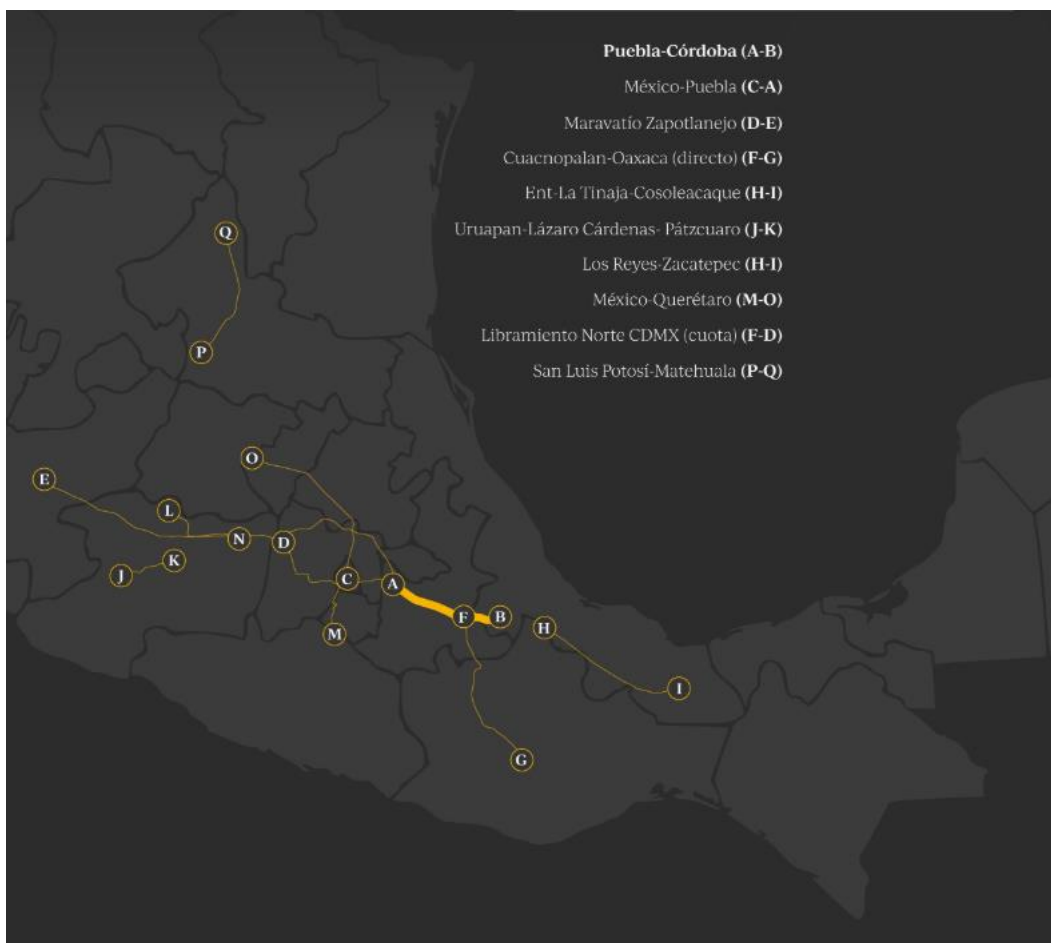 Puebla-Córdoba (A-B)
México-Puebla (C-A)
Maravatío Zapotlanejo (D-E)
Cuacnopalan-Oaxaca (directo) (F-G)
Ent-La Tinaja-Cosoleacaque (H-I)
Uruapan-Lázaro Cárdenas- Pátzcuaro (J-K)
Los Reyes-Zacatepec (H-I)
México-Querétaro (M-O)
Libramiento Norte CDMX (cuota) (F-D)
San Luis Potosí-Matehuala (P-Q)
Q
P
O
E
L
N
D
K
J
C
A
F
B
H
M
I
G